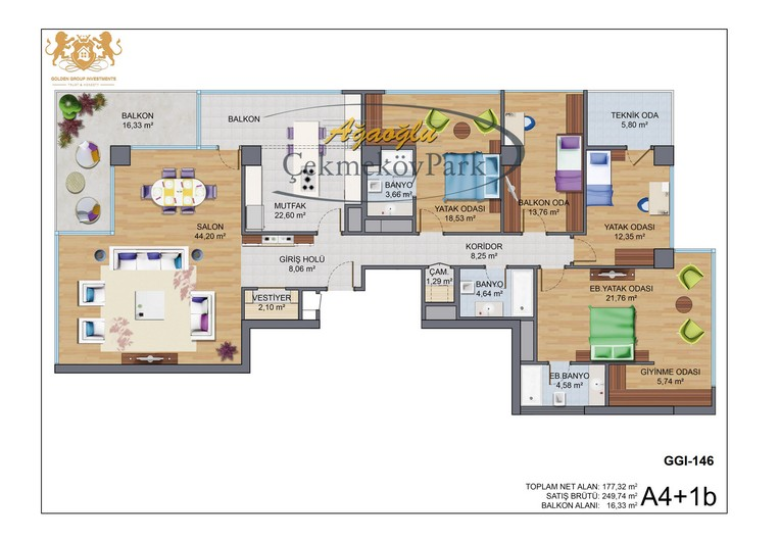 GOLDEN GROUP INVESTMENTS
BALKON
16,33 m²
BALKON
Ağaoğlu
ÇekmeköyPark
TEKNİK ODA
5,80 m²
BANYO
3,66 m²
YATAK ODASI
18,53 m²
BALKON ODA
13,76 m²
MUTFAK
22,60 m²
SALON
44,20 m²
YATAK ODASI
12,35 m²
GİRİŞ HOLÜ
8,06 m²
KORİDOR
8,25 m²
ÇAM.
1,29 m²
BANYO
4,64 m²
EB.YATAK ODASI
21,76 m²
VESTİYER
2,10 m²
EB.BANYO
4,58 m²
GİYİNME ODASI
5,74 m²
GGI-146
TOPLAM NET ALAN: 177,32 m²
SATIŞ BRÜTÜ: 249,74 m²
BALKON ALANI: 16,33 m²
A4+1b